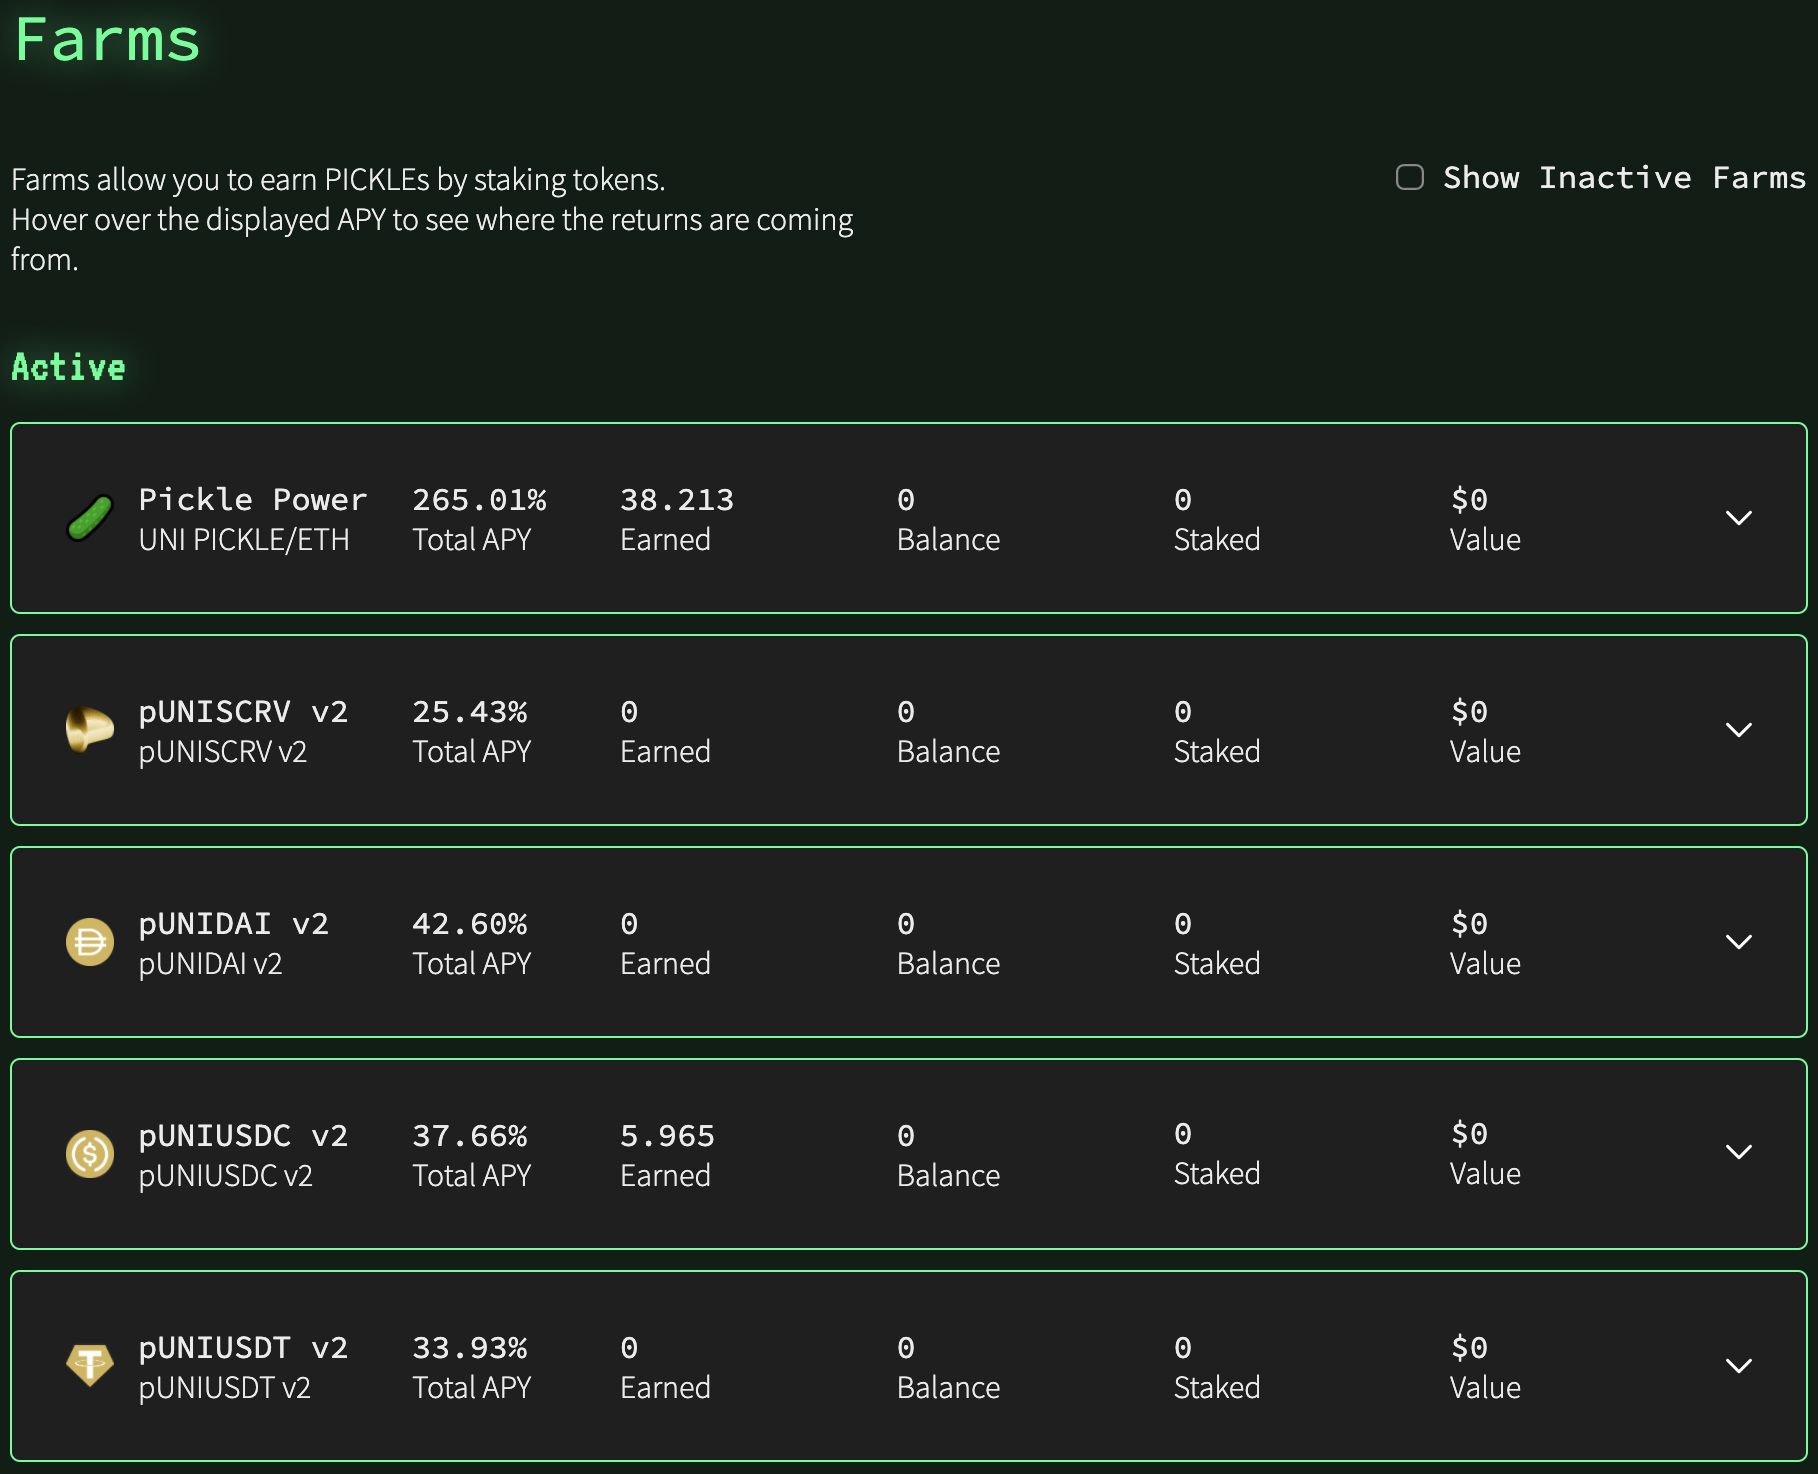 Farms
Farms allow you to earn PICKLEs by staking tokens.
Hover over the displayed APY to see where the returns are coming
from.
Show Inactive Farms
Active
Pickle Power 265.01% 38.213 0 0 $0
UNI PICKLE/ETH Total APY Earned Balance Staked Value
pUNISCRV v2 25.43% 0 0 0 $0
pUNISCRV v2 Total APY Earned Balance Staked Value
pUNIDAI v2 42.60% 0 0 0 $0
pUNIDAI v2 Total APY Earned Balance Staked Value
pUNIUSDC v2 37.66% 5.965 0 0 $0
pUNIUSDC v2 Total APY Earned Balance Staked Value
pUNIUSDT v2 33.93% 0 0 0 $0
pUNIUSDT v2 Total APY Earned Balance Staked Value